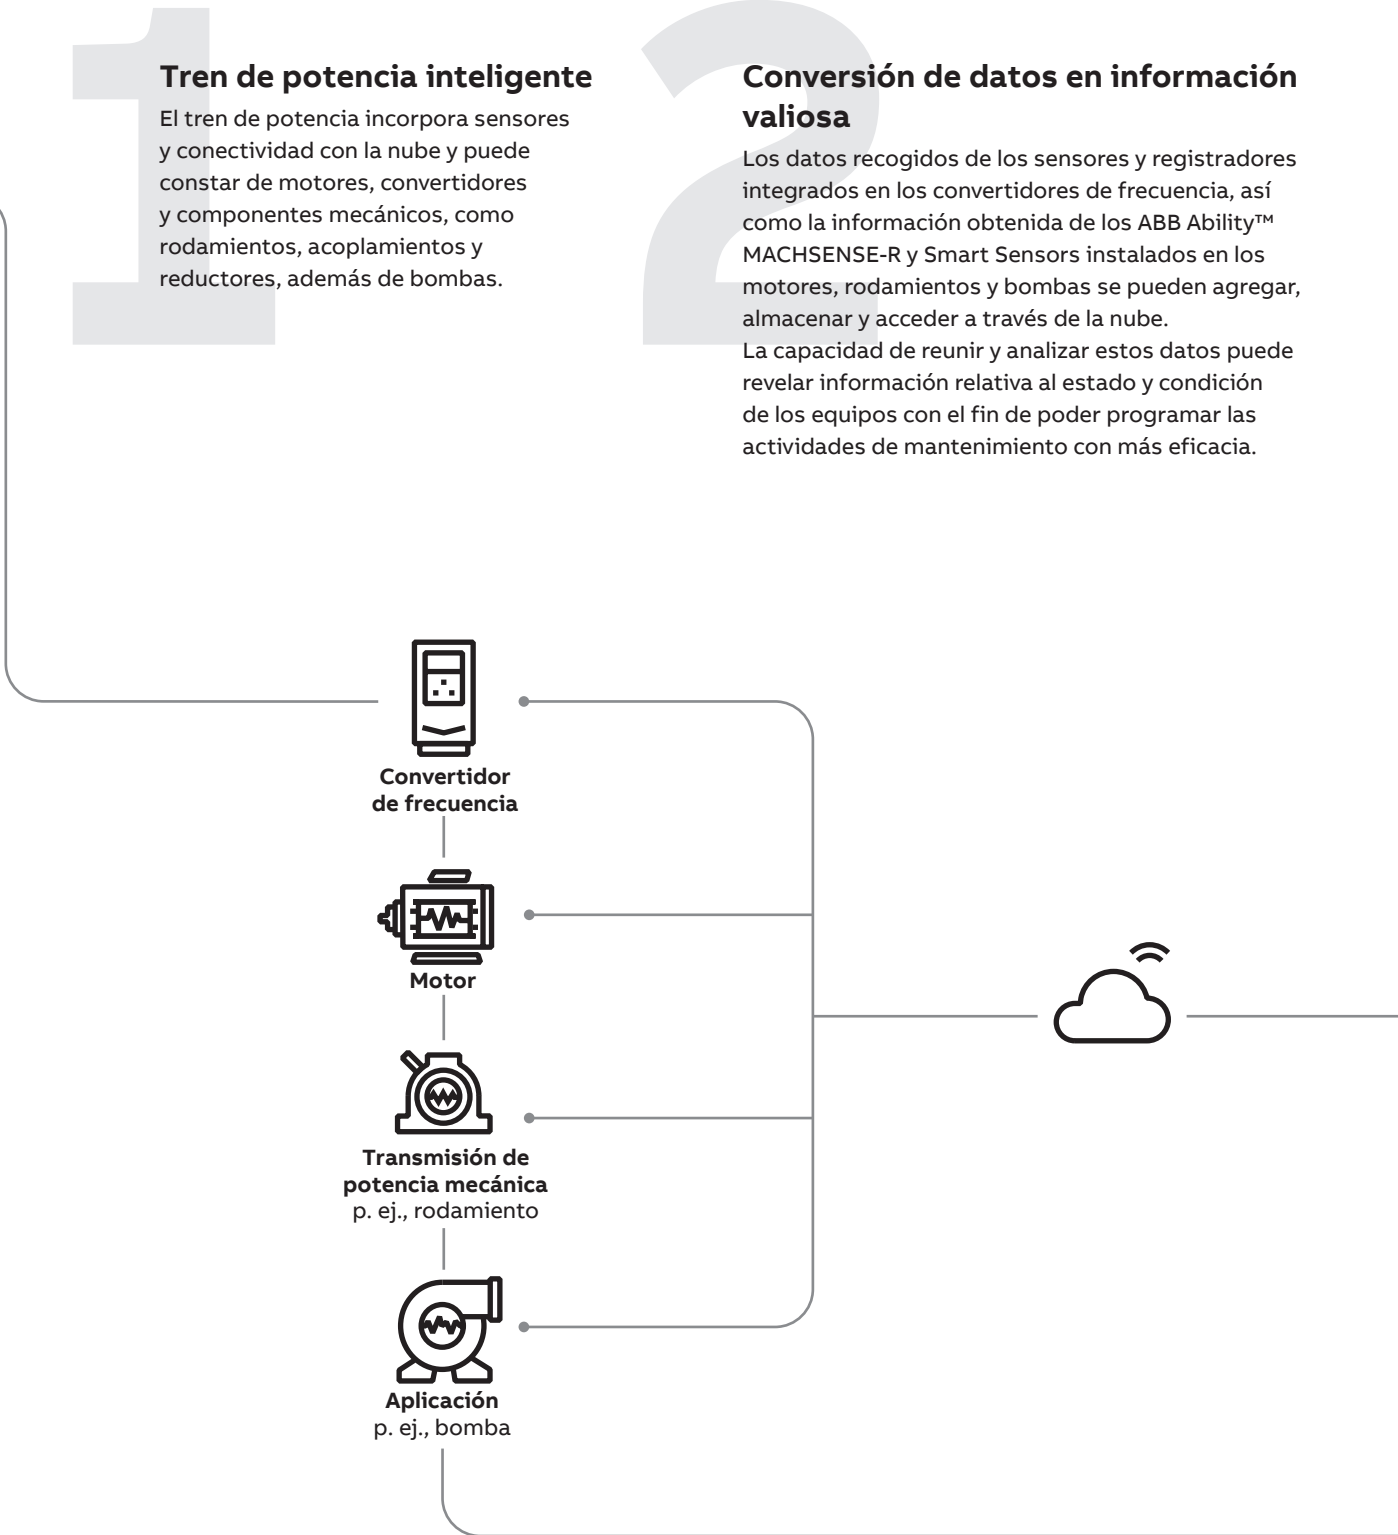 1
Tren de potencia inteligente
El tren de potencia incorpora sensores
y conectividad con la nube y puede
constar de motores, convertidores
y componentes mecánicos, como
rodamientos, acoplamientos y
reductores, además de bombas.
2
Conversión de datos en información
valiosa
Los datos recogidos de los sensores y registradores
integrados en los convertidores de frecuencia, así
como la información obtenida de los ABB Ability™
MACHSENSE-R y Smart Sensors instalados en los
motores, rodamientos y bombas se pueden agregar,
almacenar y acceder a través de la nube.
La capacidad de reunir y analizar estos datos puede
revelar información relativa al estado y condición
de los equipos con el fin de poder programar las
actividades de mantenimiento con más eficacia.
Convertidor
de frecuencia
Motor
Transmisión de
potencia mecánica
p. ej., rodamiento
Aplicación
p. ej., bomba